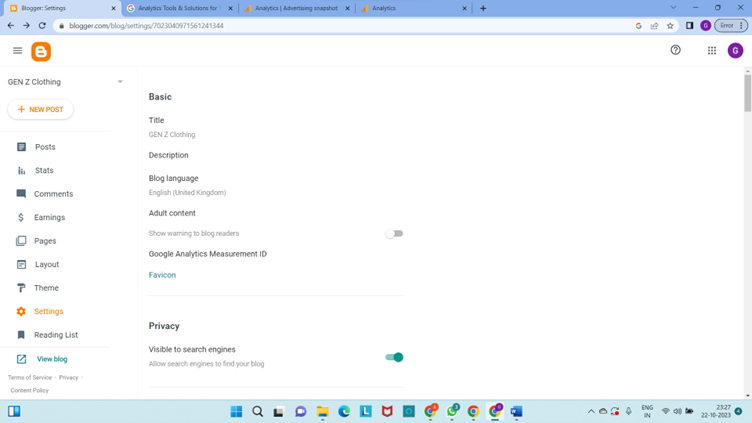 Blogger: Settings
Analytics Tools & Solutions for
Analytics | Advertising snapshot
Analytics
blogger.com/blog/settings/7023040971561241344
G
Error
G
GEN Z Clothing
NEW POST
Posts
Stats
Comments
Earnings
Pages
Layout
Theme
Settings
Reading List
View blog
Terms of Service · Privacy ·
Content Policy
Basic
Title
GEN Z Clothing
Description
Blog language
English (United Kingdom)
Adult content
Show warning to blog readers
Google Analytics Measurement ID
Favicon
Privacy
Visible to search engines
Allow search engines to find your blog
ENG
IN
23:27
22-10-2023